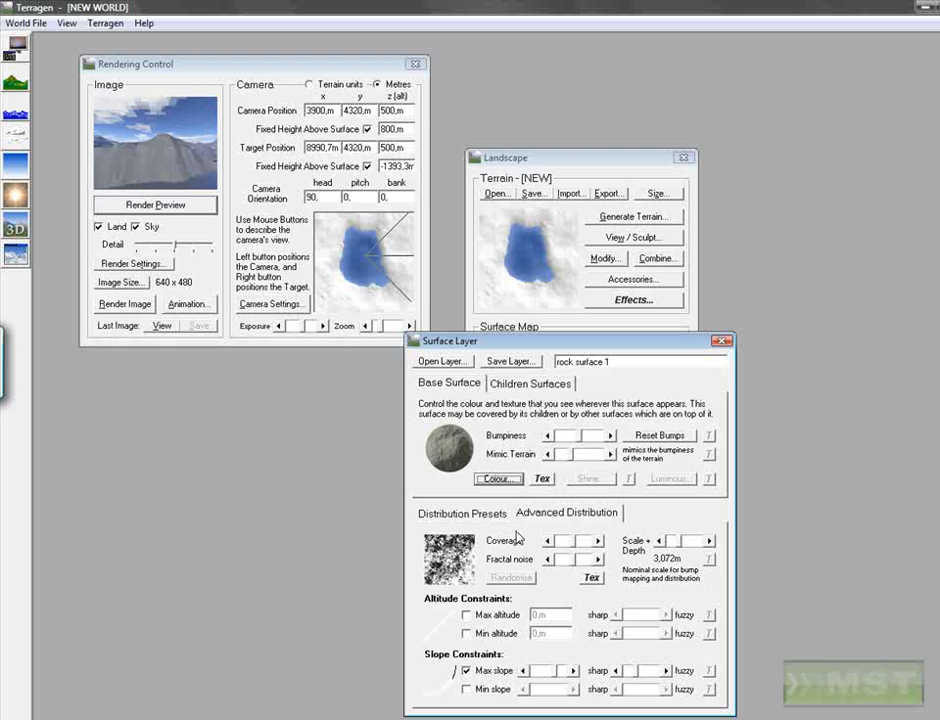 Terragen - [NEW WORLD]
World File View Terragen Help
Rendering Control
Image
Render Preview
Land Sky
Detail
Render Settings...
Image Size... 640 x 480
Render Image Animation...
Last Image: View Save
Camera Terrain units Metres
x y z (alt)
Camera Position 3900,m 4320,m 500,m
Fixed Height Above Surface 800,m
Target Position 8990,7m 4320,m 500,m
Fixed Height Above Surface -1393,3m
head pitch bank
Camera Orientation 90, 0, 0,
Use Mouse Buttons
to describe the
camera's view.
Left button positions
the Camera, and
Right button
positions the Target.
Camera Settings...
Exposure Zoom
3D
Landscape
Terrain - [NEW]
Open... Save... Import... Export... Size...
Generate Terrain...
View / Sculpt...
Modify... Combine...
Accessories...
Effects...
Surface Map
Surface Layer
Open Layer... Save Layer... rock surface 1
Base Surface Children Surfaces
Control the colour and texture that you see wherever this surface appears. This
surface may be covered by its children or by other surfaces which are on top of it.
Bumpiness Reset Bumps T
Mimic Terrain mimics the bumpiness of the terrain T
Colour... Tex Shine... T Luminous... T
Distribution Presets Advanced Distribution
Coverage Scale + Depth
Fractal noise 3,072m T
Randomise Tex Nominal scale for bump mapping and distribution
Altitude Constraints:
Max altitude 0,m sharp fuzzy T
Min altitude 0,m sharp fuzzy T
Slope Constraints:
Max slope sharp fuzzy T
Min slope sharp fuzzy T
MST